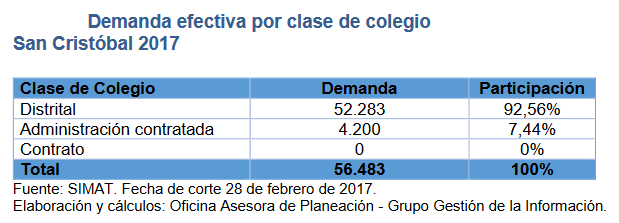 Demanda efectiva por clase de colegio
San Cristóbal 2017
Clase de Colegio Demanda Participación
Distrital 52.283 92,56%
Administración contratada 4.200 7,44%
Contrato 0 0%
Total 56.483 100%
Fuente: SIMAT. Fecha de corte 28 de febrero de 2017.
Elaboración y cálculos: Oficina Asesora de Planeación - Grupo Gestión de la Información.